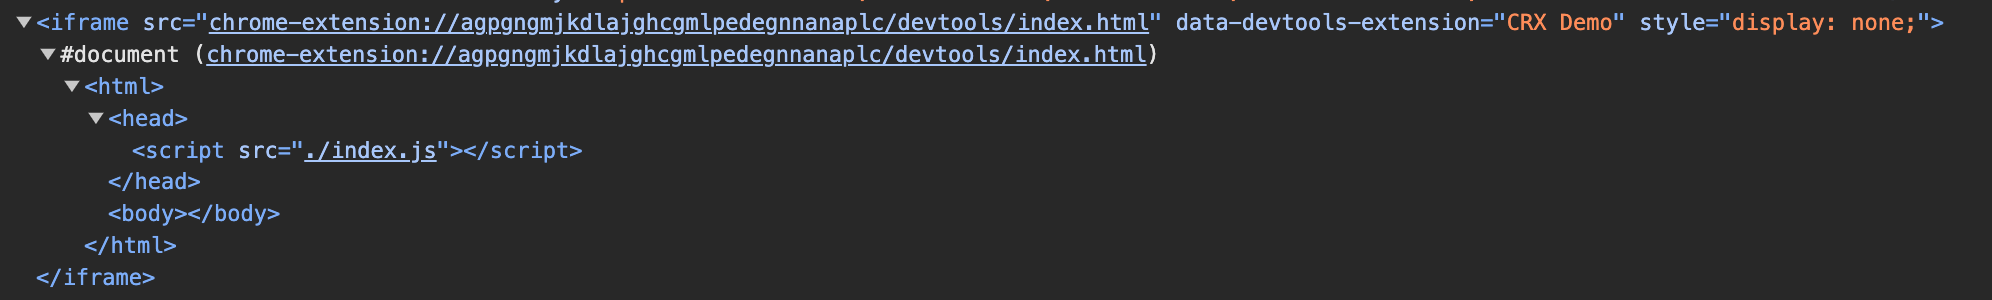 <iframe src="chrome-extension://agpgngmjkdlajghcgmlpedegnnanaplc/devtools/index.html" data-devtools-extension="CRX Demo" style="display: none;">
#document (chrome-extension://agpgngmjkdlajghcgmlpedegnnanaplc/devtools/index.html)
<html>
<head>
<script src="./index.js"></script>
</head>
<body></body>
</html>
</iframe>